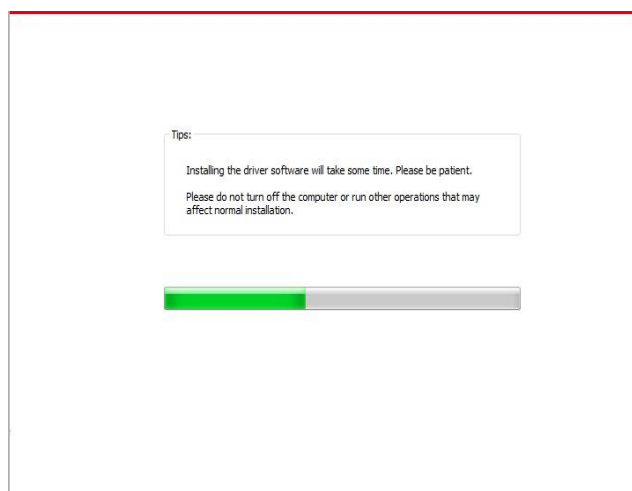 Tips:
Installing the driver software will take some time. Please be patient.
Please do not turn off the computer or run other operations that may
affect normal installation.